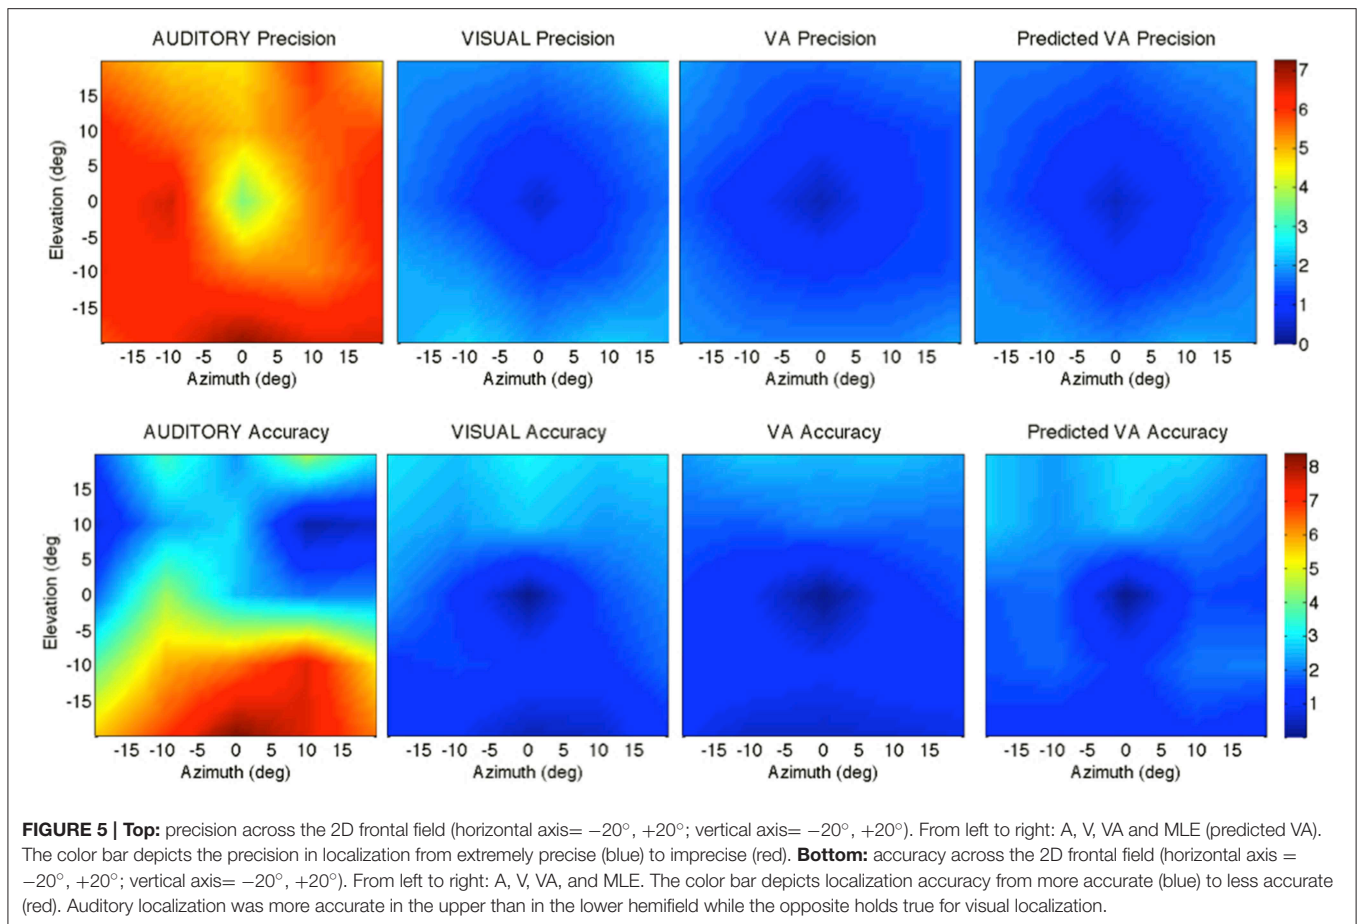 AUDITORY Precision VISUAL Precision VA Precision Predicted VA Precision
Elevation (deg)
15
10
5
0
-5
-10
-15
-15 -10 -5 0 5 10 15
Azimuth (deg)
-15 -10 -5 0 5 10 15
Azimuth (deg)
-15 -10 -5 0 5 10 15
Azimuth (deg)
-15 -10 -5 0 5 10 15
Azimuth (deg)
7
6
5
4
3
2
1
0
AUDITORY Accuracy VISUAL Accuracy VA Accuracy Predicted VA Accuracy
Elevation (deg
15
10
5
0
-5
-10
-15
-15 -10 -5 0 5 10 15
Azimuth (deg)
-15 -10 -5 0 5 10 15
Azimuth (deg)
-15 -10 -5 0 5 10 15
Azimuth (deg)
-15 -10 -5 0 5 10 15
Azimuth (deg)
8
7
6
5
4
3
2
1
FIGURE 5 | Top: precision across the 2D frontal field (horizontal axis= −20°, +20°; vertical axis= −20°, +20°). From left to right: A, V, VA and MLE (predicted VA).
The color bar depicts the precision in localization from extremely precise (blue) to imprecise (red). Bottom: accuracy across the 2D frontal field (horizontal axis =
−20°, +20°; vertical axis= −20°, +20°). From left to right: A, V, VA, and MLE. The color bar depicts localization accuracy from more accurate (blue) to less accurate
(red). Auditory localization was more accurate in the upper than in the lower hemifield while the opposite holds true for visual localization.